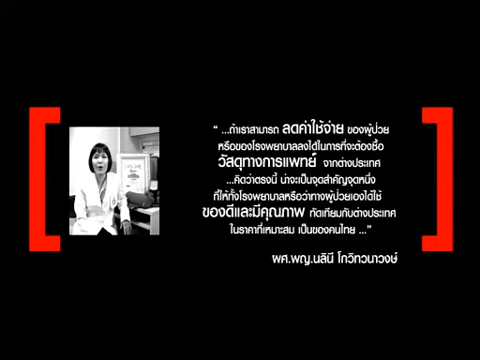 “ ...ถ้าเราสามารถ ลดค่าใช้จ่าย ของผู้ป่วย
หรือของโรงพยาบาลลงได้ในการที่จะต้องซื้อ
วัสดุทางการแพทย์ จากต่างประเทศ
...คิดว่าตรงนี้ น่าจะเป็นจุดสำคัญจุดหนึ่ง
ที่ให้ทั้งโรงพยาบาลหรือว่าทางผู้ป่วยเองได้ใช้
ของดีและมีคุณภาพ ทัดเทียมกับต่างประเทศ
ในราคาที่เหมาะสม เป็นของคนไทย ...”
ผศ.พญ.นลินี โกวิทวนาวงษ์